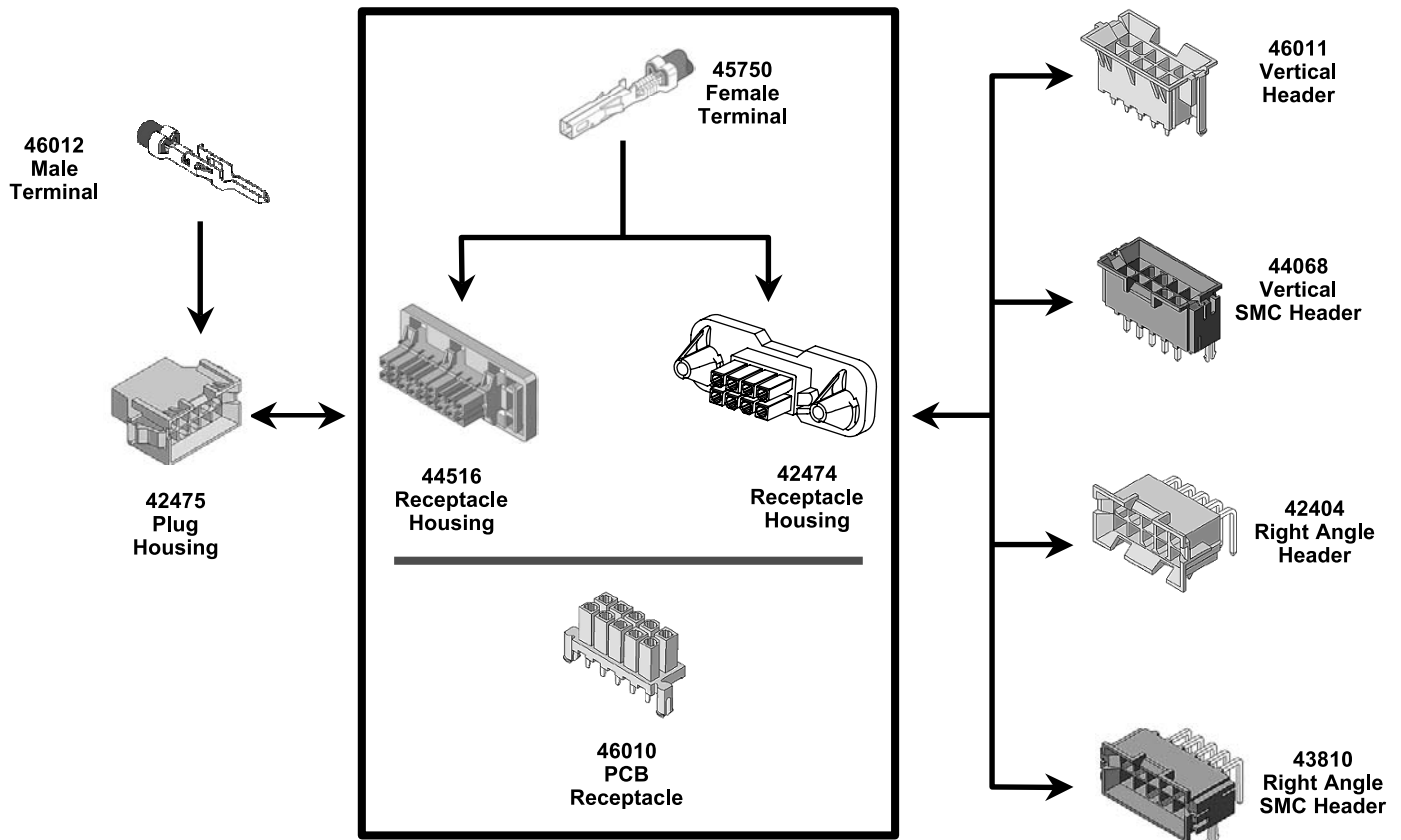 46012
Male
Terminal
42475
Plug
Housing
45750
Female
Terminal
44516
Receptacle
Housing
42474
Receptacle
Housing
46010
PCB
Receptacle
46011
Vertical
Header
44068
Vertical
SMC Header
42404
Right Angle
Header
43810
Right Angle
SMC Header